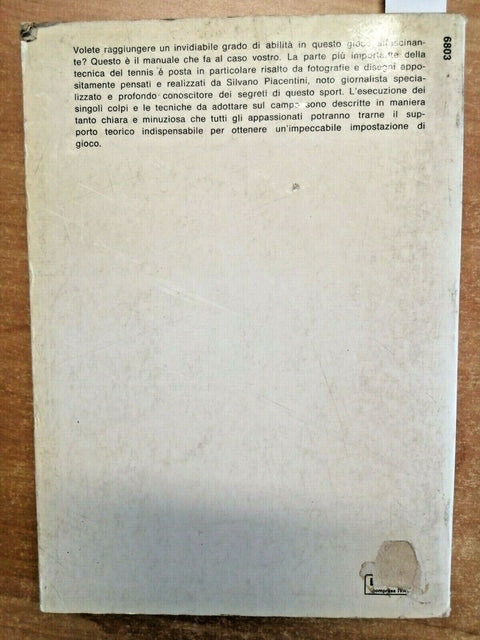 Volete raggiungere un invidiabile grado di abilità in questo gioco affascinan-
te? Questo è il manuale che fa al caso vostro. La parte più importante della
tecnica del tennis è posta in particolare risalto da fotografie e disegni appo-
sitamente pensati e realizzati da Silvano Piacentini, noto giornalista specia-
lizzato e profondo conoscitore dei segreti di questo sport. L'esecuzione dei
singoli colpi e le tecniche da adottare sul campo sono descritte in maniera
tanto chiara e minuziosa che tutti gli appassionati potranno trarne il sup-
porto teorico indispensabile per ottenere un'impeccabile impostazione di
gioco.
6803